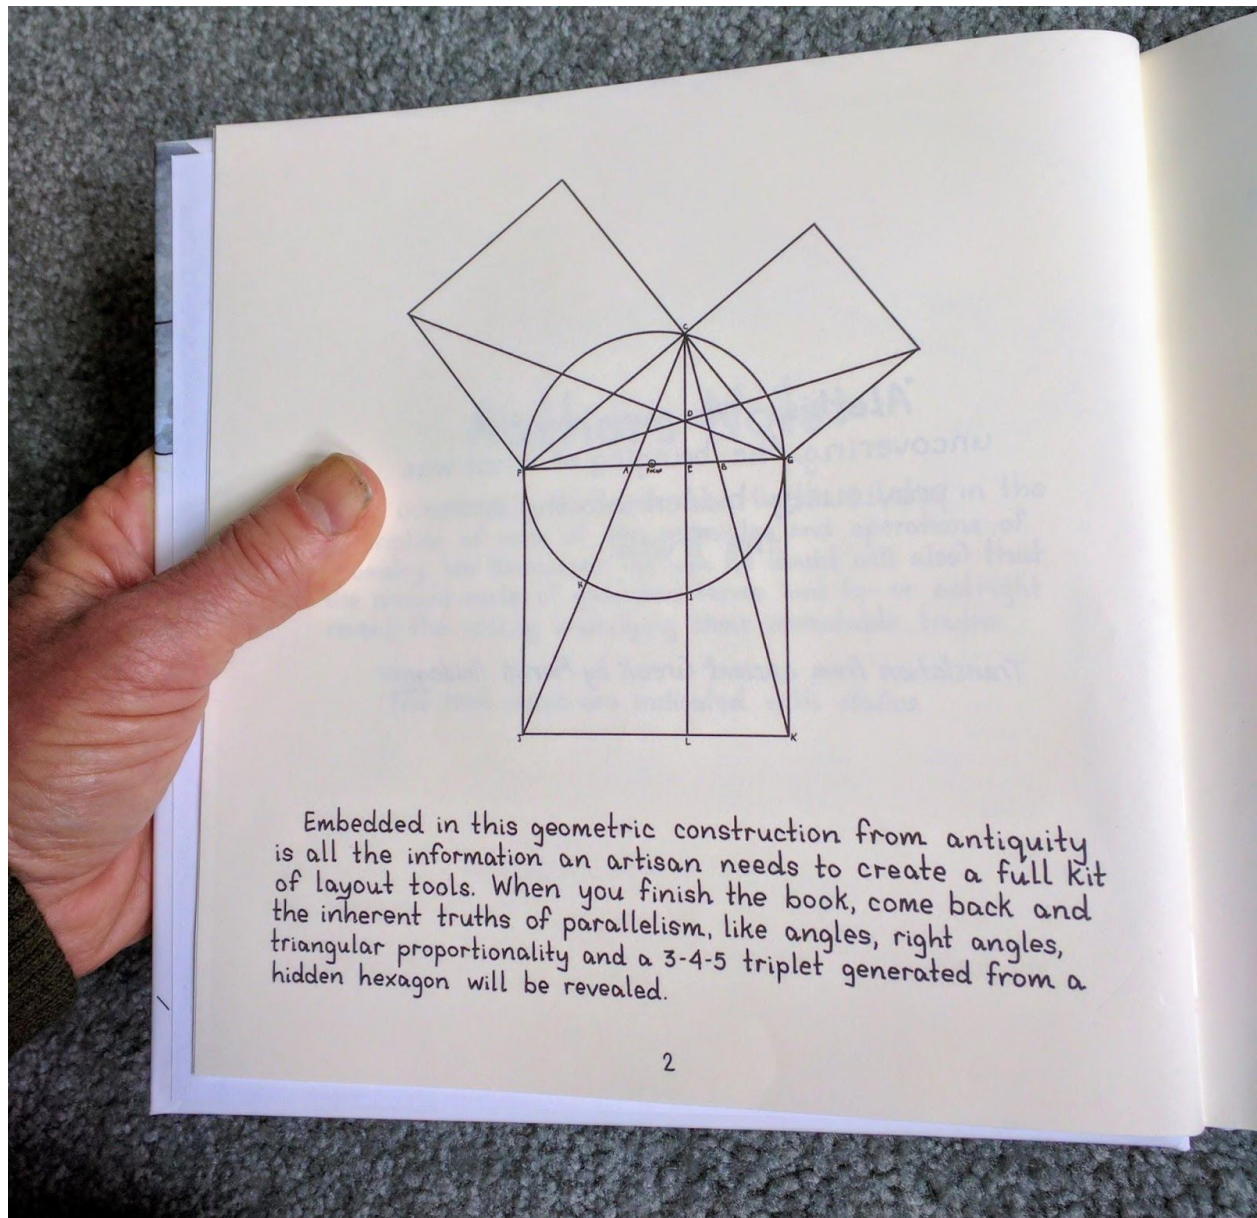 C
D
F
A
Focus
E
B
G
H
I
J
L
K
Embedded in this geometric construction from antiquity
is all the information an artisan needs to create a full kit
of layout tools. When you finish the book, come back and
the inherent truths of parallelism, like angles, right angles,
triangular proportionality and a 3-4-5 triplet generated from a
hidden hexagon will be revealed.
2